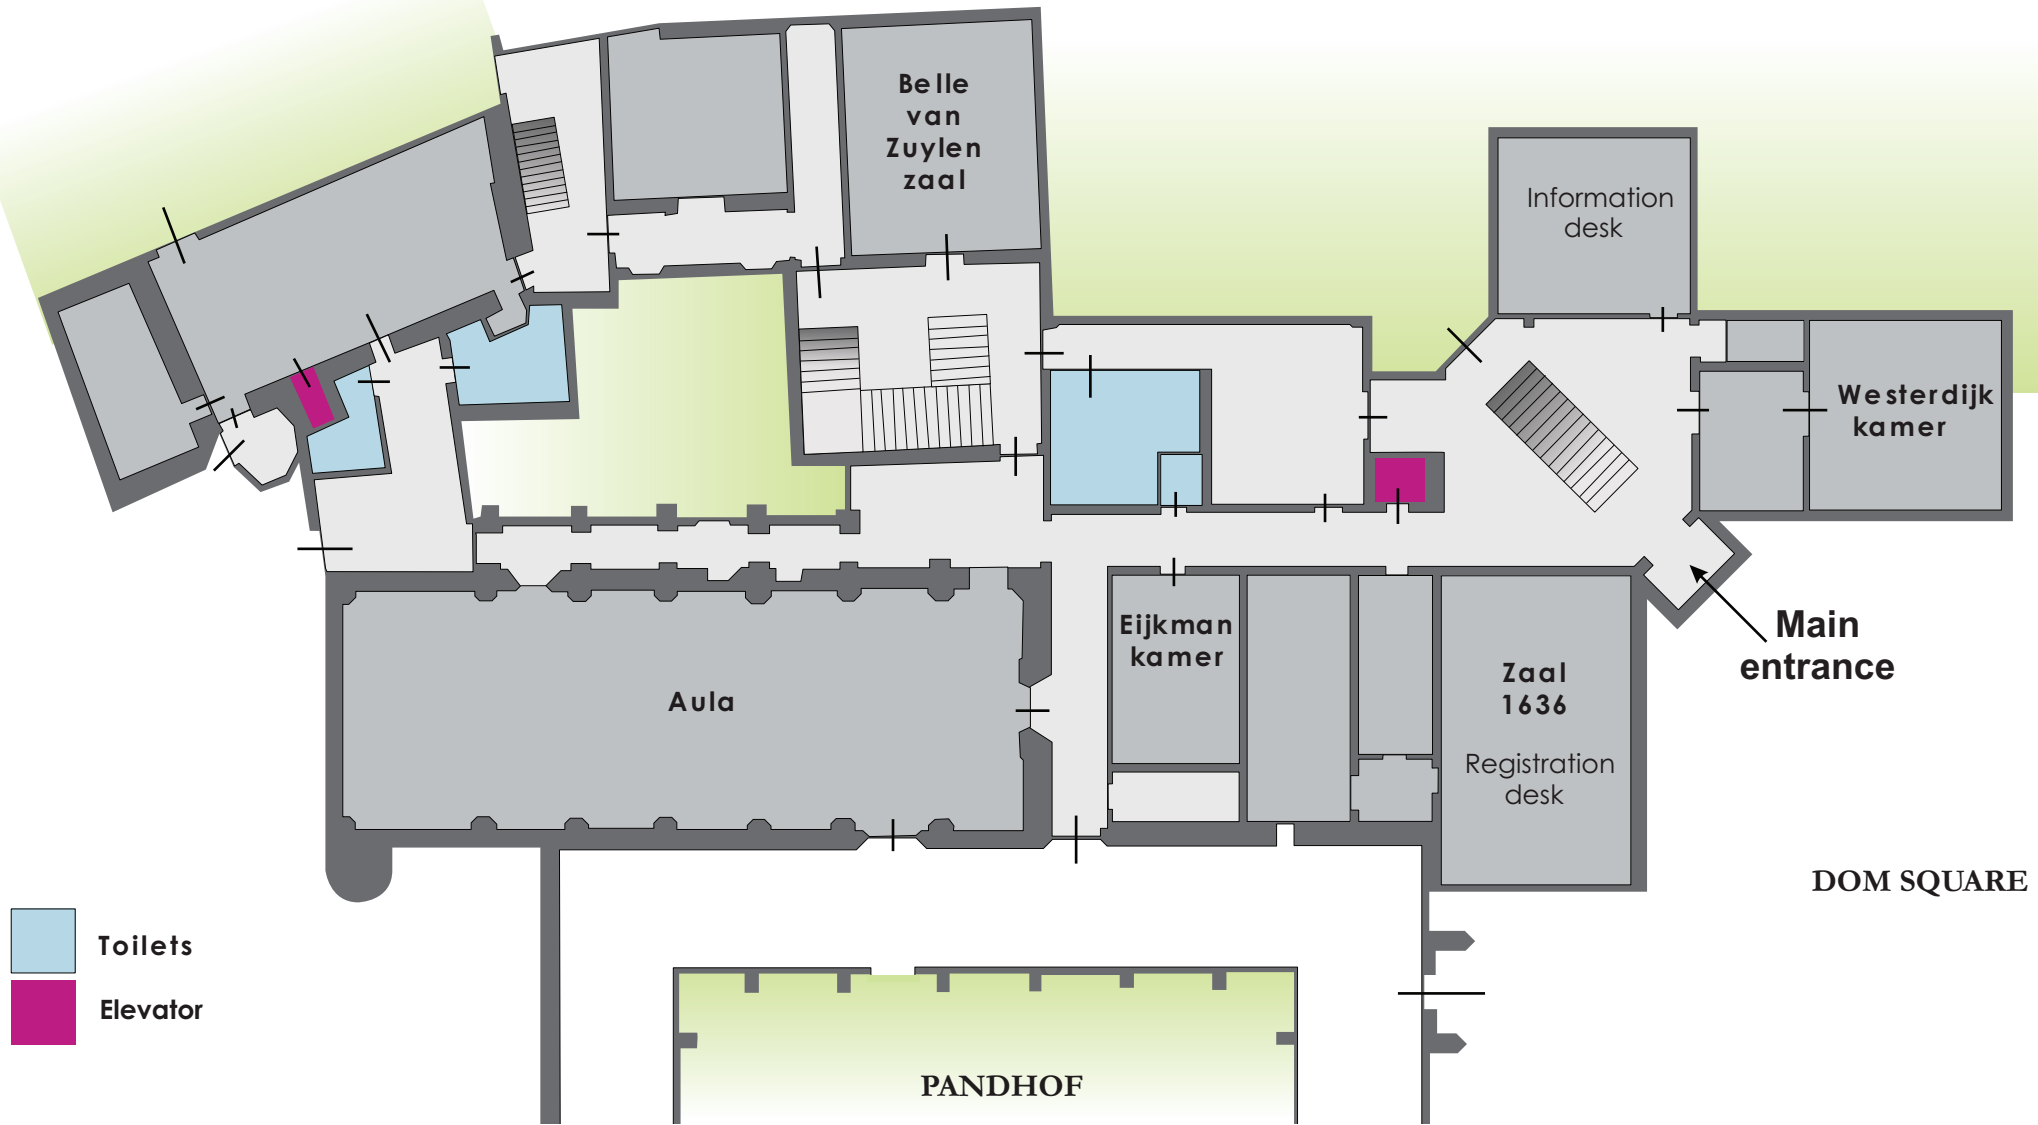 Belle
van
Zuylen
zaal
Information
desk
Westerdijk
kamer
Eijkman
kamer
Main
entrance
Aula
Zaal
1636
Registration
desk
DOM SQUARE
Toilets
Elevator
PANDHOF